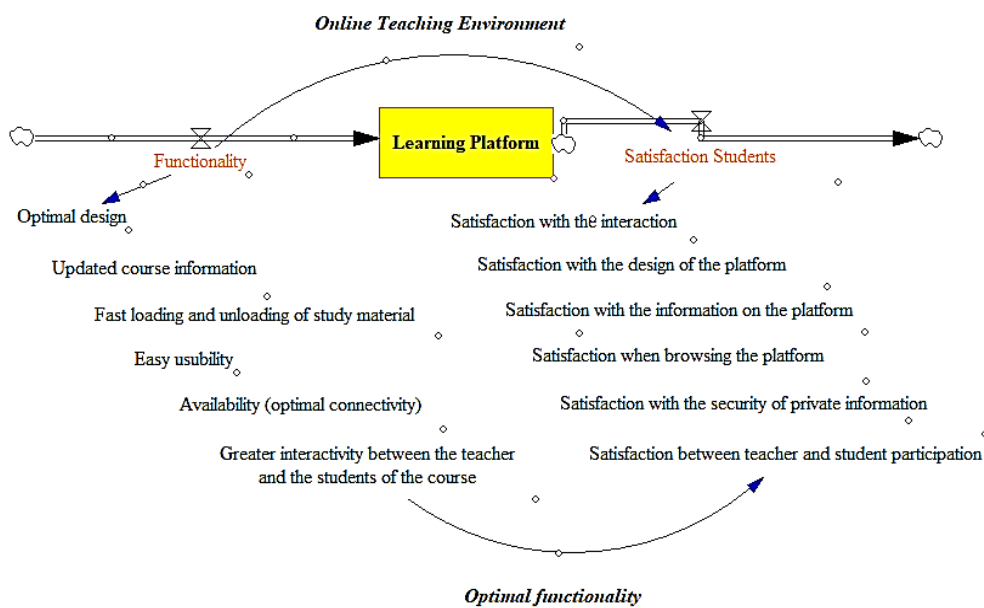 Online Teaching Environment
Learning Platform
Functionality
Satisfaction Students
Optimal design
Updated course information
Fast loading and unloading of study material
Easy usubility
Availability (optimal connectivity)
Greater interactivity between the teacher
and the students of the course
Satisfaction with the interaction
Satisfaction with the design of the platform
Satisfaction with the information on the platform
Satisfaction when browsing the platform
Satisfaction with the security of private information
Satisfaction between teacher and student participation
Optimal functionality